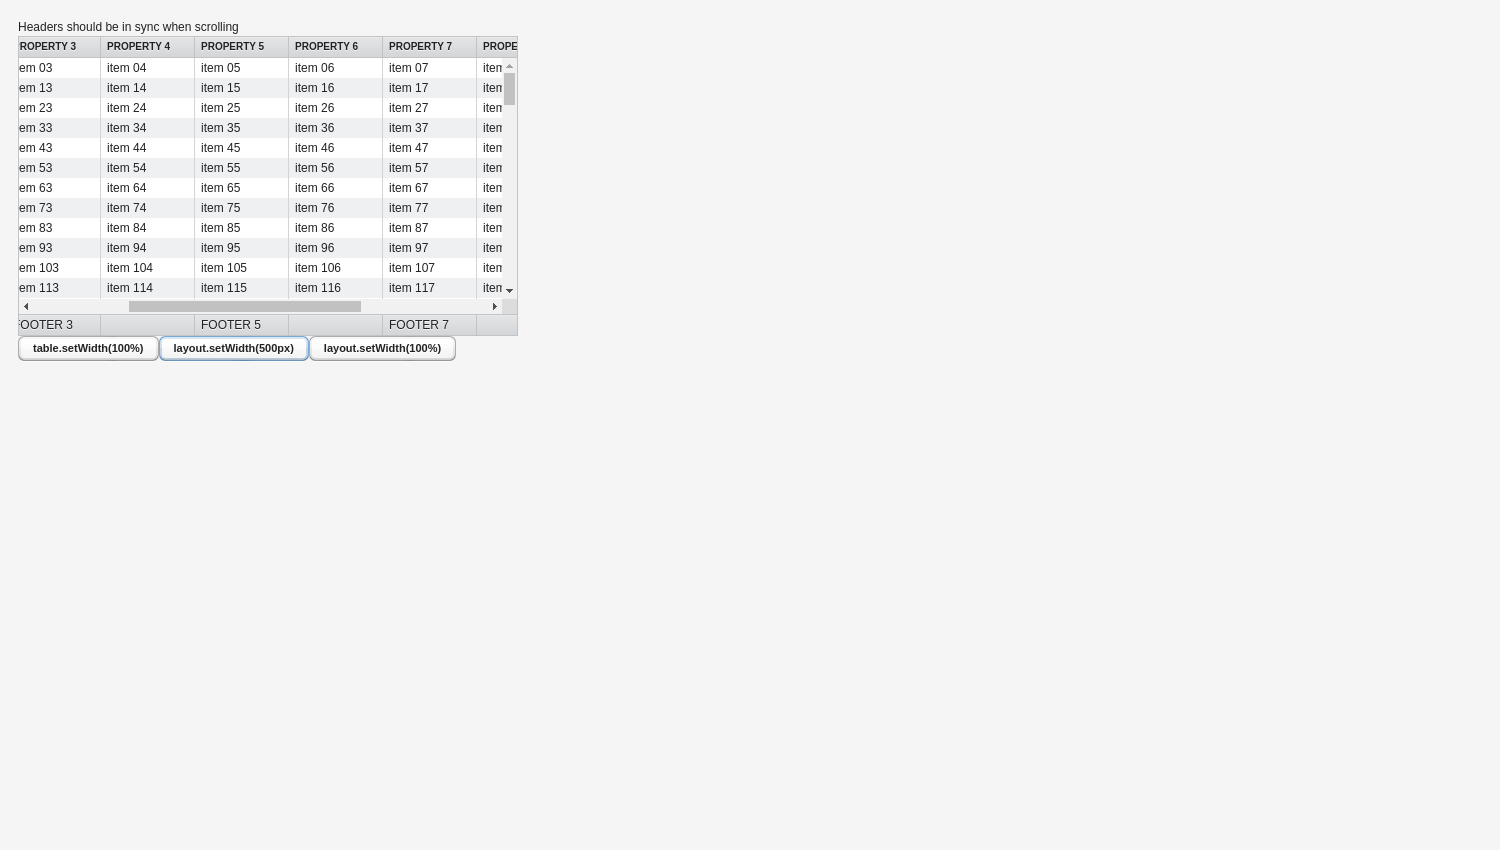 Headers should be in sync when scrolling
ROPERTY 3 PROPERTY 4 PROPERTY 5 PROPERTY 6 PROPERTY 7 PROPE
em 03 item 04 item 05 item 06 item 07 item
em 13 item 14 item 15 item 16 item 17 item
em 23 item 24 item 25 item 26 item 27 item
em 33 item 34 item 35 item 36 item 37 item
em 43 item 44 item 45 item 46 item 47 item
em 53 item 54 item 55 item 56 item 57 item
em 63 item 64 item 65 item 66 item 67 item
em 73 item 74 item 75 item 76 item 77 item
em 83 item 84 item 85 item 86 item 87 item
em 93 item 94 item 95 item 96 item 97 item
em 103 item 104 item 105 item 106 item 107 item
em 113 item 114 item 115 item 116 item 117 item
FOOTER 3 FOOTER 5 FOOTER 7
table.setWidth(100%) layout.setWidth(500px) layout.setWidth(100%)